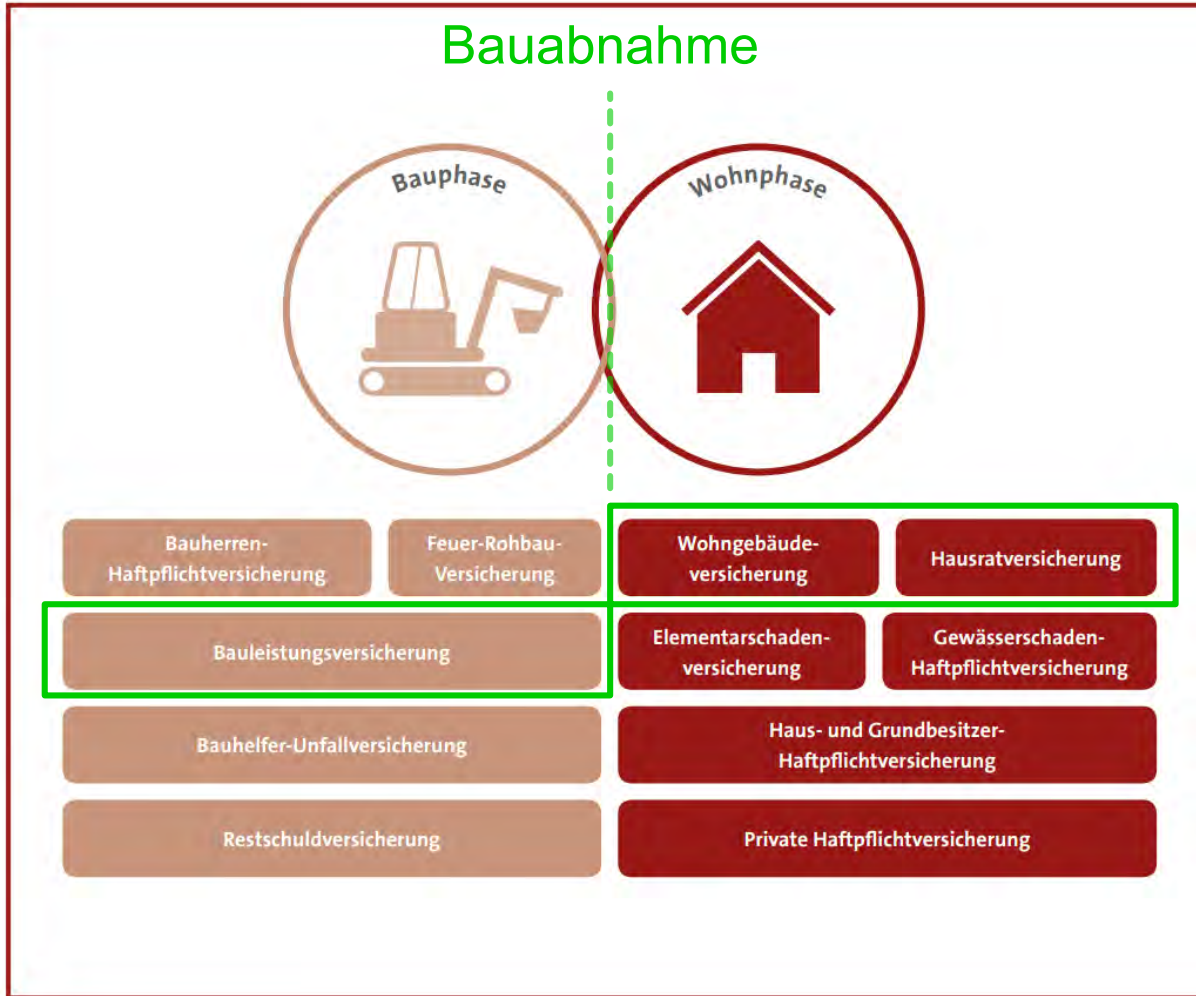 Bauabnahme
Bauphase
Wohnphase
Bauherren-
Haftpflichtversicherung
Feuer-Rohbau-
Versicherung
Wohngebäude-
versicherung
Hausratversicherung
Bauleistungsversicherung
Elementarschaden-
versicherung
Gewässerschaden-
Haftpflichtversicherung
Bauhelfer-Unfallversicherung
Haus- und Grundbesitzer-
Haftpflichtversicherung
Restschuldversicherung
Private Haftpflichtversicherung